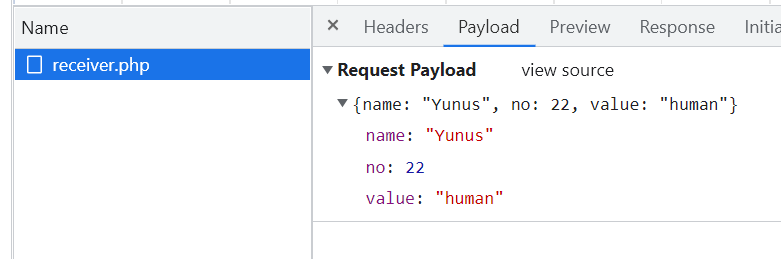 Name
receiver.php
× Headers Payload Preview Response Initia
▼ Request Payload view source
▼ {name: "Yunus", no: 22, value: "human"}
name: "Yunus"
no: 22
value: "human"